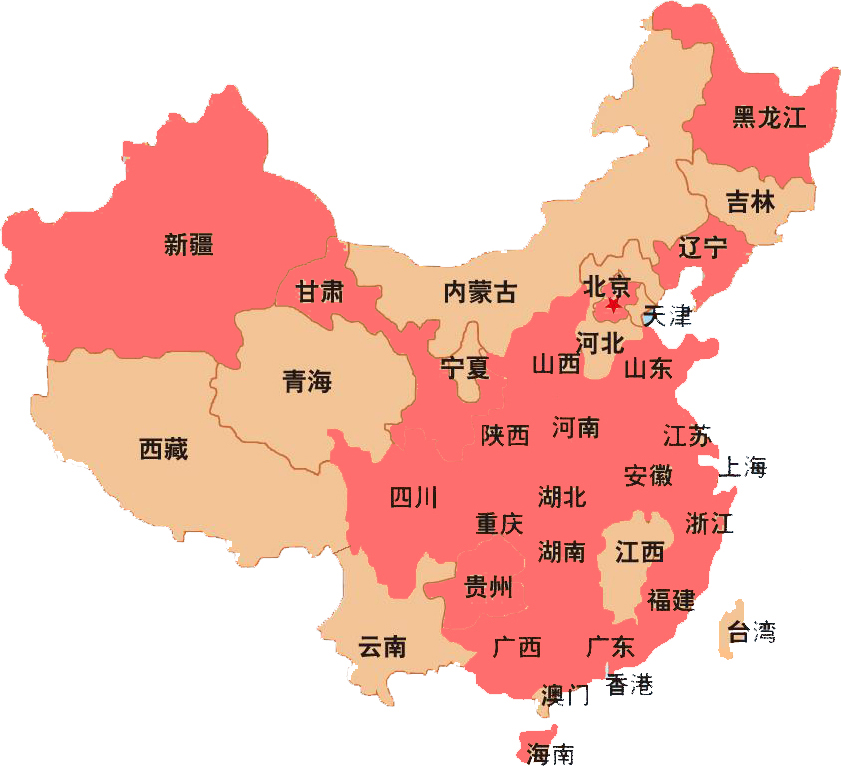 黑龙江
吉林
新疆
辽宁
甘肃
内蒙古
北京
天津
河北
宁夏
山西
山东
青海
陕西
河南
江苏
西藏
上海
安徽
四川
湖北
重庆
浙江
湖南
江西
贵州
福建
台湾
云南
广西
广东
香港
澳门
海南